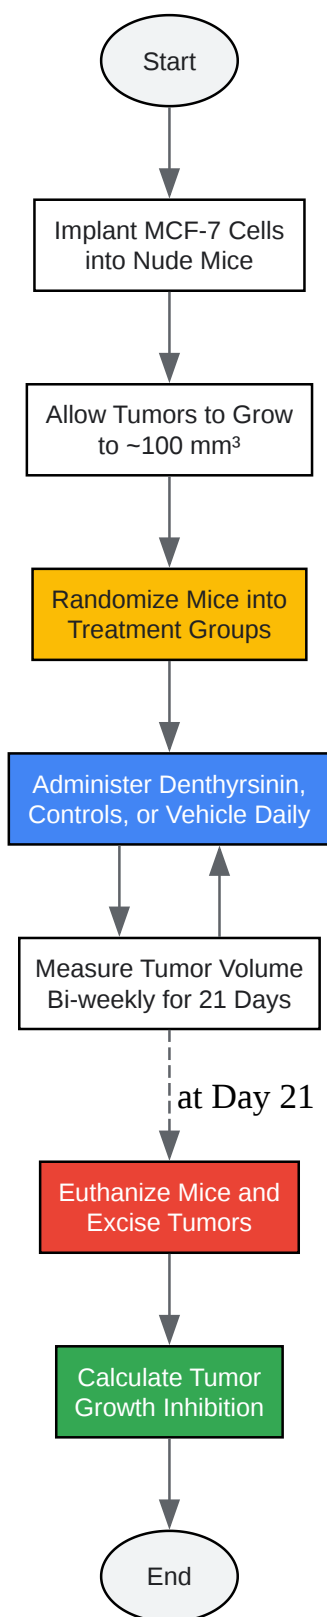 Start
Implant MCF-7 Cells
into Nude Mice
Allow Tumors to Grow
to ~100 mm³
Randomize Mice into
Treatment Groups
Administer Denthyrsinin,
Controls, or Vehicle Daily
Measure Tumor Volume
Bi-weekly for 21 Days
at Day 21
Euthanize Mice and
Excise Tumors
Calculate Tumor
Growth Inhibition
End